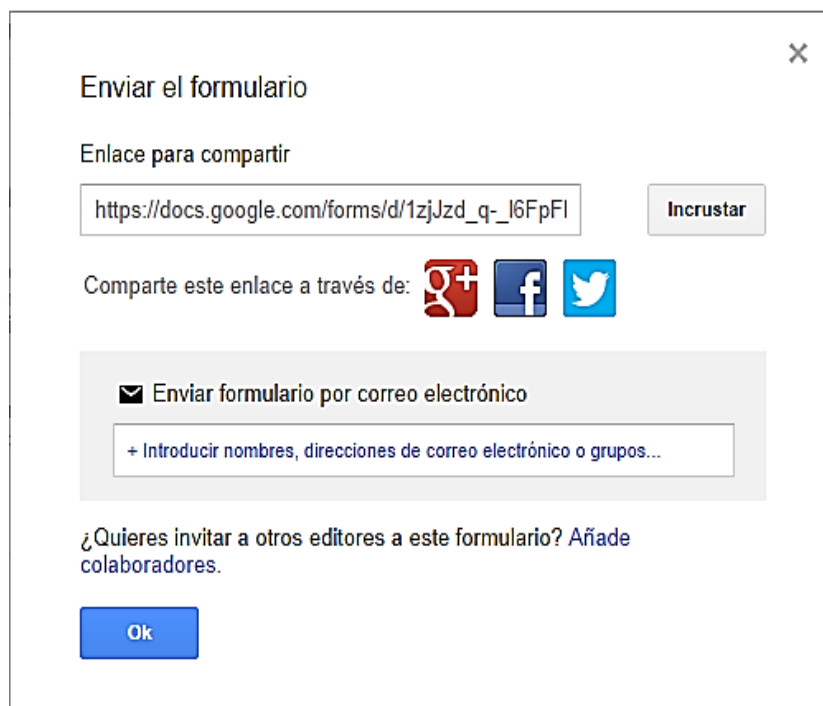 Enviar el formulario
Enlace para compartir
https://docs.google.com/forms/d/1zjJzd_q-_l6FpFl
Incrustar
Comparte este enlace a través de:
Enviar formulario por correo electrónico
+ Introducir nombres, direcciones de correo electrónico o grupos...
¿Quieres invitar a otros editores a este formulario? Añade
colaboradores.
Ok